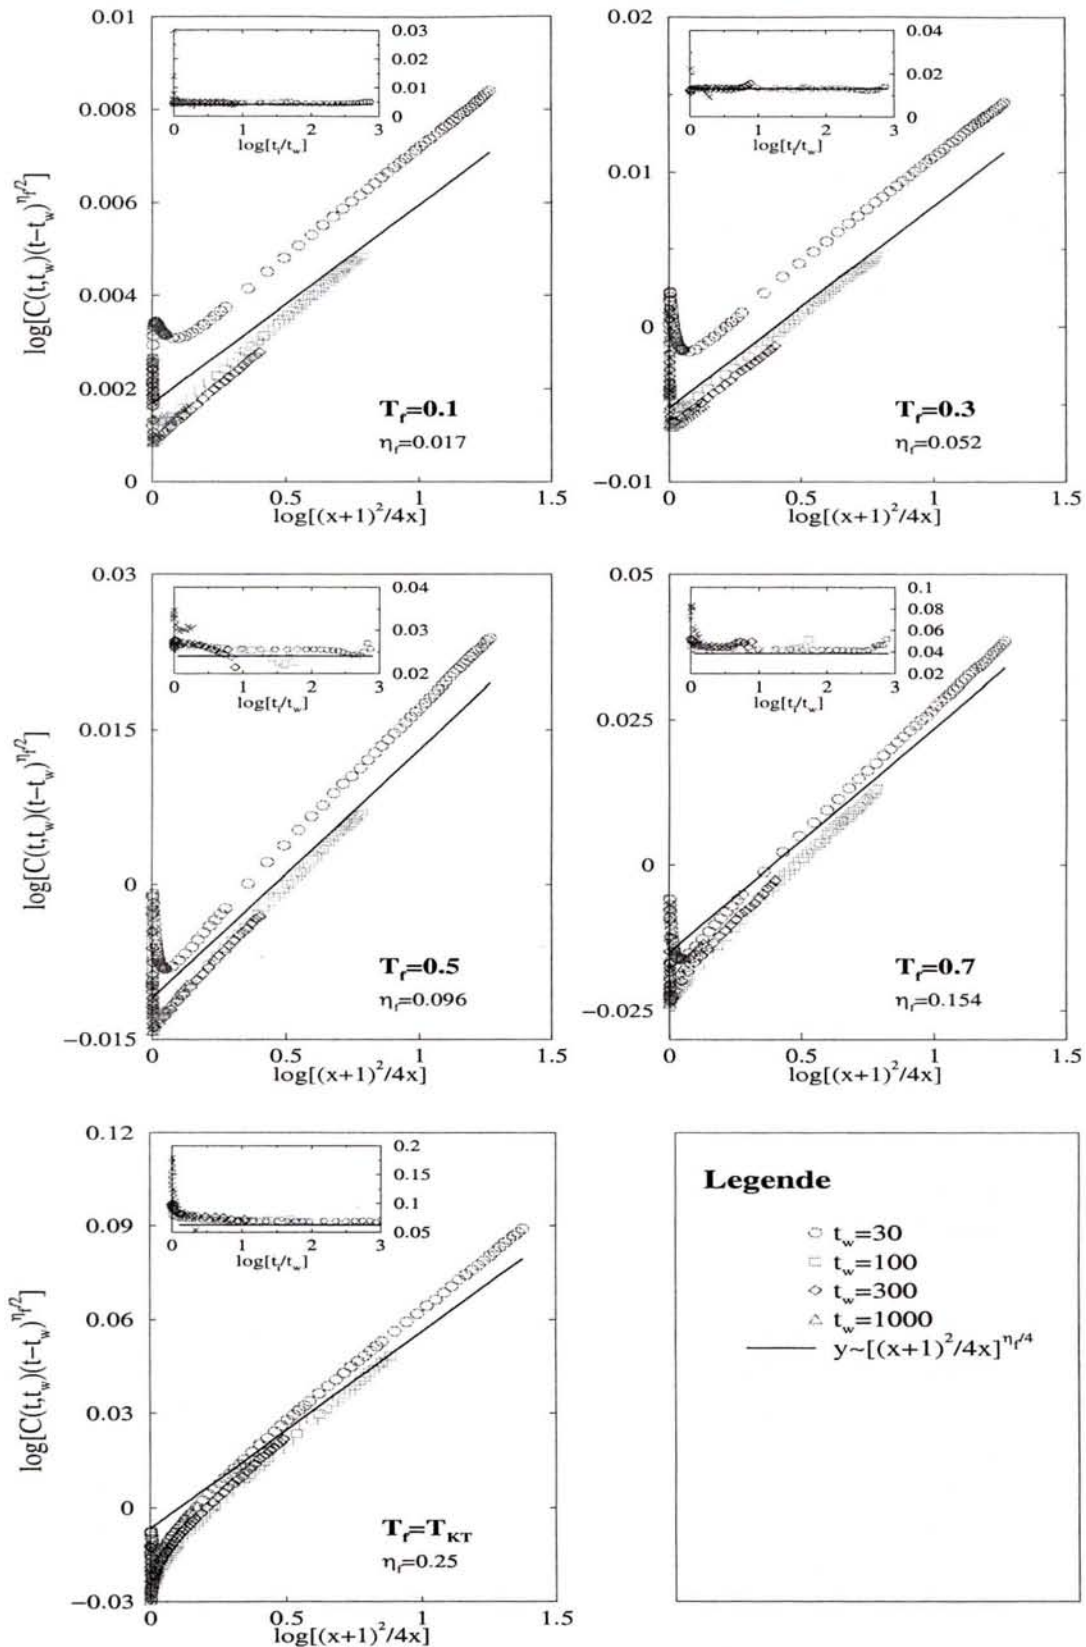 0.01
0.03
0.02
0.01
0
0 1 2 3
log[t_t/t_w]
0.008
0.006
0.004
0.002
0
log[C(t,t_w)(t−t_w)^{η_f/2}]
T_f=0.1
η_f=0.017
0 0.5 1 1.5
log[(x+1)^2/4x]
0.02
0.04
0.02
0
0 1 2 3
log[t_t/t_w]
0.01
0
−0.01
T_f=0.3
η_f=0.052
0 0.5 1 1.5
log[(x+1)^2/4x]
0.03
0.04
0.03
0.02
0 1 2 3
log[t_t/t_w]
0.015
0
−0.015
log[C(t,t_w)(t−t_w)^{η_f/2}]
T_f=0.5
η_f=0.096
0 0.5 1 1.5
log[(x+1)^2/4x]
0.05
0.1
0.08
0.06
0.04
0.02
0 1 2 3
log[t_t/t_w]
0.025
0
−0.025
T_f=0.7
η_f=0.154
0 0.5 1 1.5
log[(x+1)^2/4x]
0.12
0.2
0.15
0.1
0.05
0 1 2 3
log[t_t/t_w]
0.09
0.06
0.03
0
−0.03
log[C(t,t_w)(t−t_w)^{η_f/2}]
T_f=T_KT
η_f=0.25
0 0.5 1 1.5
log[(x+1)^2/4x]
Legende
t_w=30
t_w=100
t_w=300
t_w=1000
y~[(x+1)^2/4x]^{η_f/4}